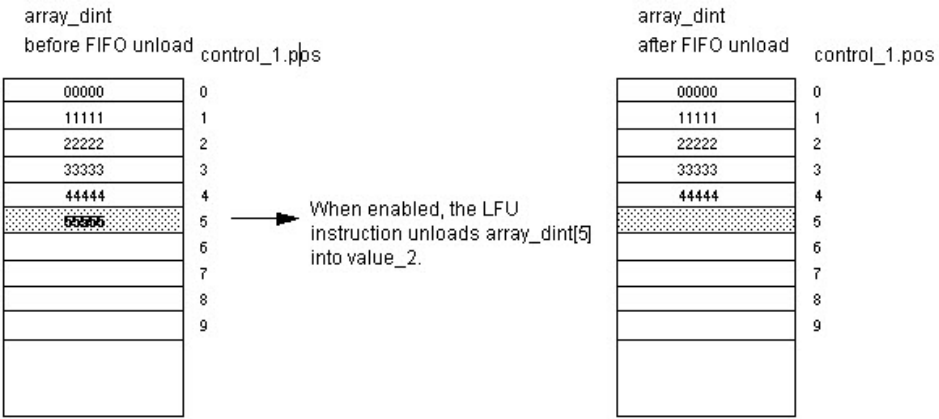 array_dint
before FIFO unload
control_1.pos
00000 0
11111 1
22222 2
33333 3
44444 4
55555 5
6
7
8
9
When enabled, the LFU
instruction unloads array_dint[5]
into value_2.
array_dint
after FIFO unload
control_1.pos
00000 0
11111 1
22222 2
33333 3
44444 4
5
6
7
8
9